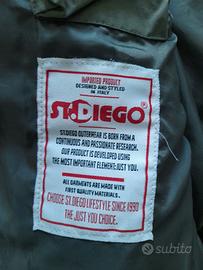 IMPORTED PRODUCT
DESIGNED AND STYLED
IN ITALY
ST.DIEGO®
ST.DIEGO OUTERWEAR IS BORN FROM A
CONTINUOUS AND PASSIONATE RESEARCH.
OUR PRODUCT IS DEVELOPED USING
THE MOST IMPORTANT ELEMENT:JUST YOU.
ALL GARMENTS ARE MADE WITH
FIRST QUALITY MATERIALS.
CHOOSE ST.DIEGO LIFESTYLE SINCE 1990
THE JUST YOU CHOICE.
subito